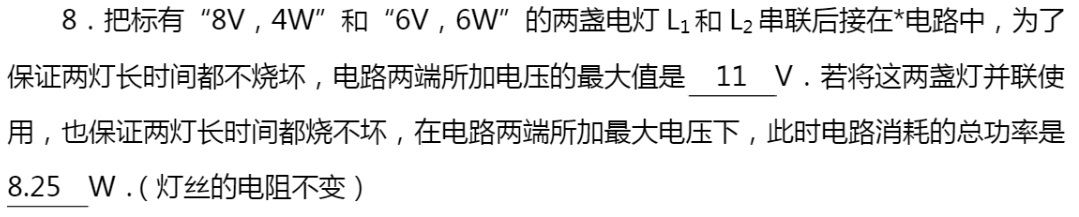 8．把标有“8V，4W”和“6V，6W”的两盏电灯 L₁和 L₂串联后接在*电路中，为了
保证两灯长时间都不烧坏，电路两端所加电压的最大值是 11 V．若将这两盏灯并联使
用，也保证两灯长时间都烧不坏，在电路两端所加最大电压下，此时电路消耗的总功率是
8.25 W．(灯丝的电阻不变）